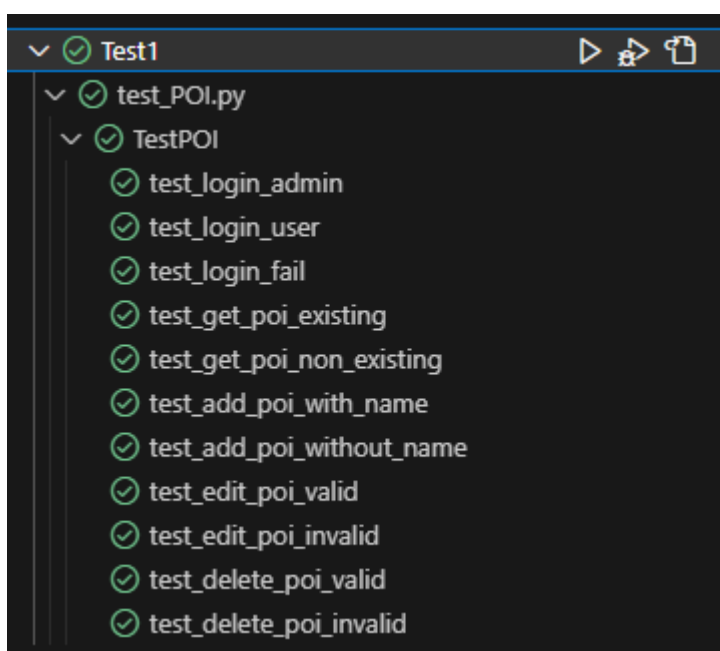 Test1
test_POI.py
TestPOI
test_login_admin
test_login_user
test_login_fail
test_get_poi_existing
test_get_poi_non_existing
test_add_poi_with_name
test_add_poi_without_name
test_edit_poi_valid
test_edit_poi_invalid
test_delete_poi_valid
test_delete_poi_invalid